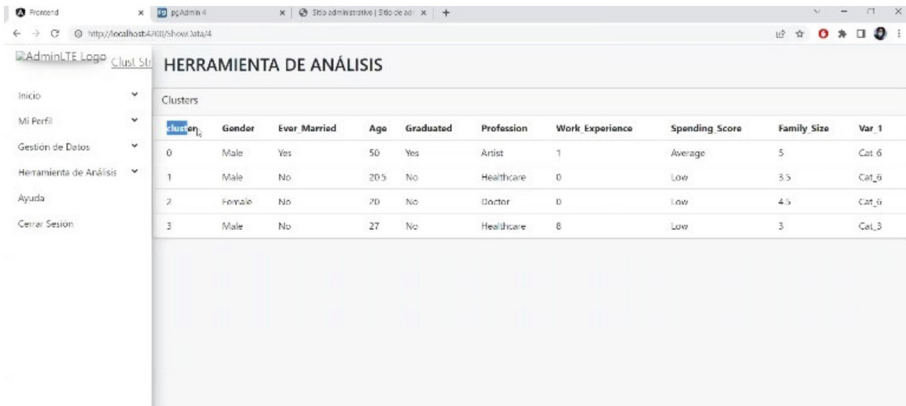 Frontend
pgAdmin 4
Sitio administrativo | Sitio de adm
http://localhost:4200/ShowData/4
AdminLTE Logo
Clust Str
HERRAMIENTA DE ANÁLISIS
Inicio
Mi Perfil
Gestión de Datos
Herramienta de Análisis
Ayuda
Cerrar Sesión
Clusters
cluster Gender Ever_Married Age Graduated Profession Work_Experience Spending_Score Family_Size Var_1
0 Male Yes 50 Yes Artist 1 Average 5 Cat_6
1 Male No 20.5 No Healthcare 0 Low 3.5 Cat_6
2 Female No 20 No Doctor 0 Low 4.5 Cat_6
3 Male No 27 No Healthcare 8 Low 3 Cat_3